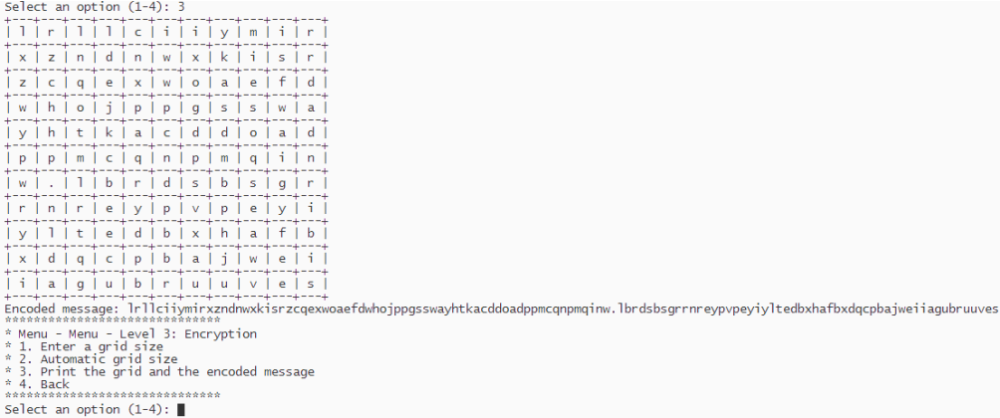 Select an option (1-4): 3
+---+---+---+---+---+---+---+---+---+---+---+
| l | r | l | l | c | i | i | y | m | i | r |
+---+---+---+---+---+---+---+---+---+---+---+
| x | z | n | d | n | w | x | k | i | s | r |
+---+---+---+---+---+---+---+---+---+---+---+
| z | c | q | e | x | w | o | a | e | f | d |
+---+---+---+---+---+---+---+---+---+---+---+
| w | h | o | j | p | p | g | s | s | w | a |
+---+---+---+---+---+---+---+---+---+---+---+
| y | h | t | k | a | c | d | d | o | a | d |
+---+---+---+---+---+---+---+---+---+---+---+
| p | p | m | c | q | n | p | m | q | i | n |
+---+---+---+---+---+---+---+---+---+---+---+
| w | . | l | b | r | d | s | b | s | g | r |
+---+---+---+---+---+---+---+---+---+---+---+
| r | n | r | e | y | p | v | p | e | y | i |
+---+---+---+---+---+---+---+---+---+---+---+
| y | l | t | e | d | b | x | h | a | f | b |
+---+---+---+---+---+---+---+---+---+---+---+
| x | d | q | c | p | b | a | j | w | e | i |
+---+---+---+---+---+---+---+---+---+---+---+
| i | a | g | u | b | r | u | u | v | e | s |
+---+---+---+---+---+---+---+---+---+---+---+
Encoded message: lrllciiymirxzndnwxkisrzcqexwoaefdwhojppgsswayhtkacddoadppmcqnpmqinw.lbrdsbsgrrnreypvpeyiyltedbxhafbxdqcpbajweiiagubruuves
******************************
* Menu - Menu - Level 3: Encryption
* 1. Enter a grid size
* 2. Automatic grid size
* 3. Print the grid and the encoded message
* 4. Back
******************************
Select an option (1-4):